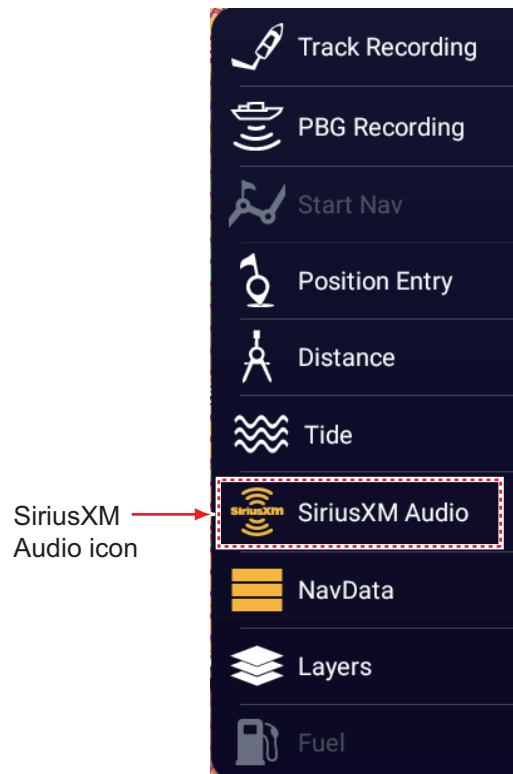 Track Recording
PBG Recording
Start Nav
Position Entry
Distance
Tide
SiriusXM
Audio icon
SiriusXM
SiriusXM Audio
NavData
Layers
Fuel